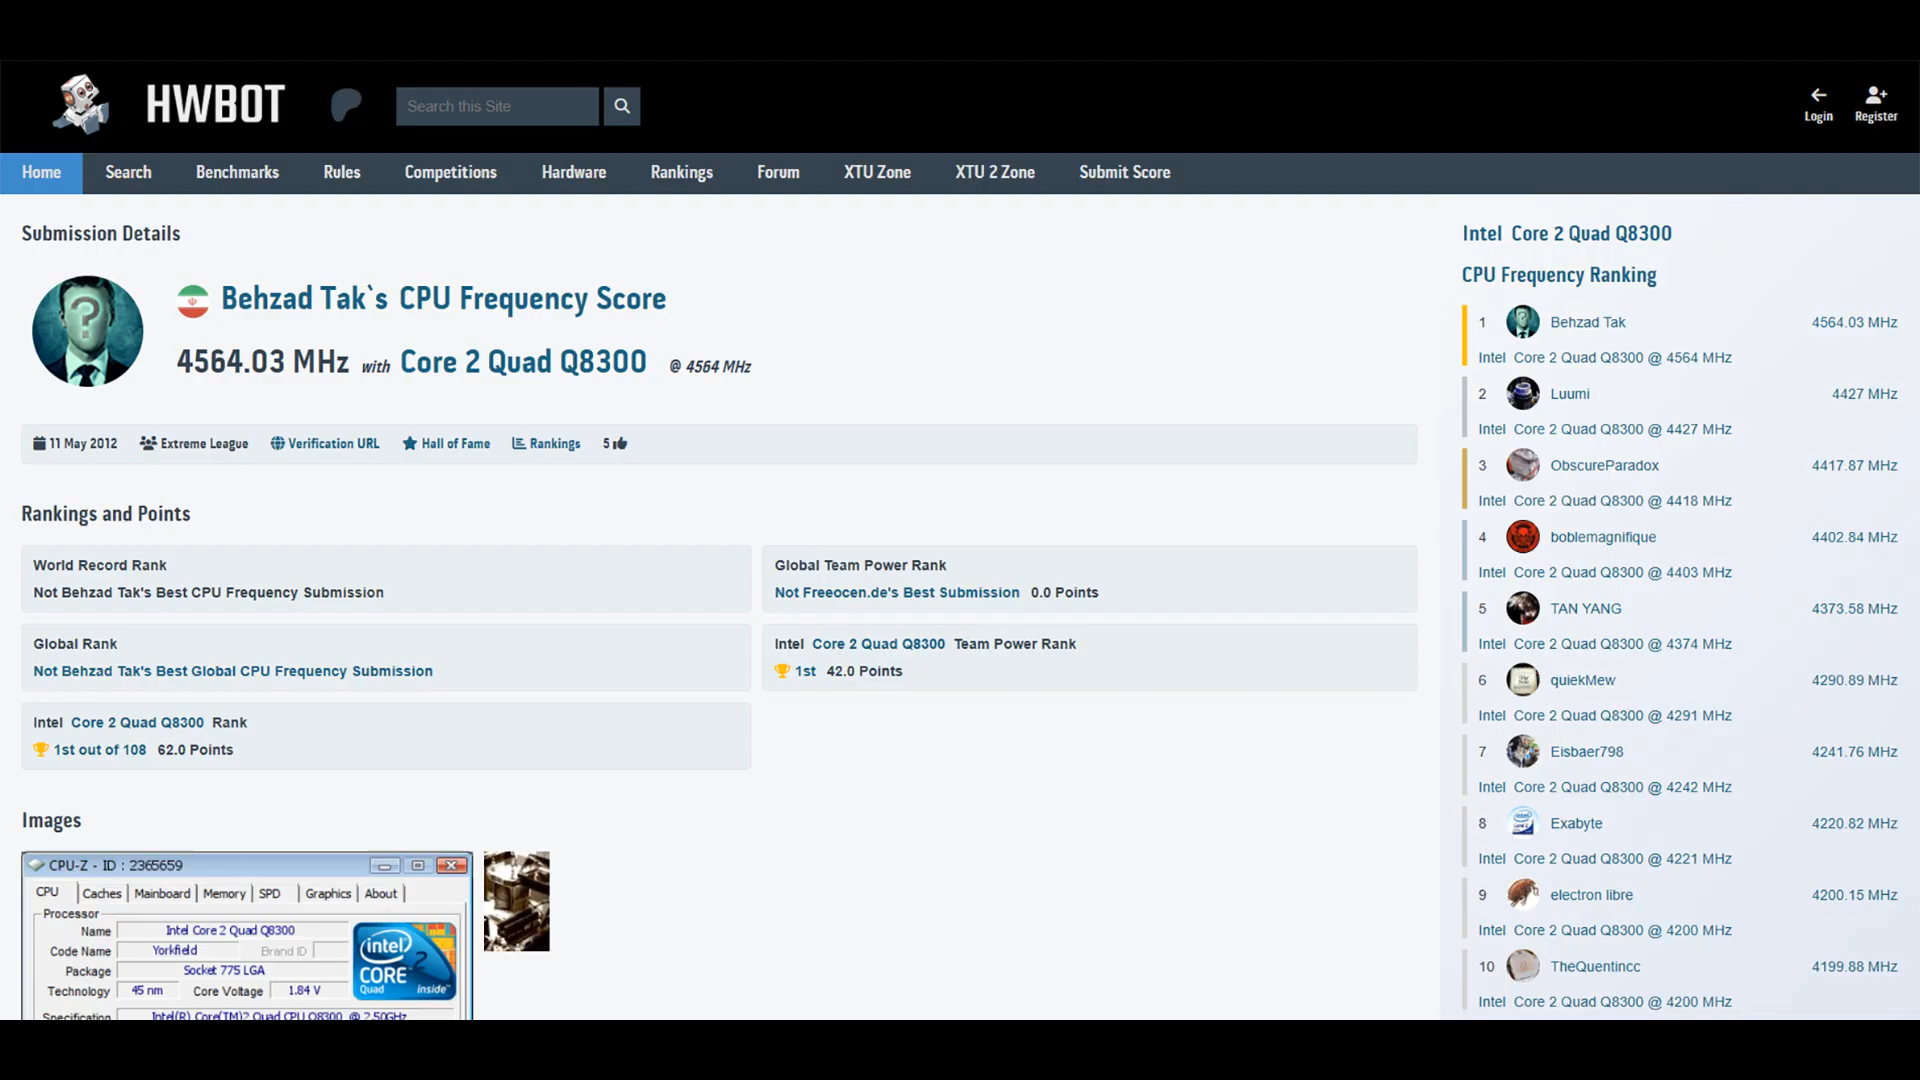 HWBOT
Search this Site
Login
Register
Home Search Benchmarks Rules Competitions Hardware Rankings Forum XTU Zone XTU 2 Zone Submit Score
Submission Details
Behzad Tak`s CPU Frequency Score
4564.03 MHz with Core 2 Quad Q8300 @ 4564 MHz
11 May 2012 Extreme League Verification URL Hall of Fame Rankings 5
Rankings and Points
World Record Rank
Not Behzad Tak's Best CPU Frequency Submission
Global Team Power Rank
Not Freeocen.de's Best Submission 0.0 Points
Global Rank
Not Behzad Tak's Best Global CPU Frequency Submission
Intel Core 2 Quad Q8300 Team Power Rank
1st 42.0 Points
Intel Core 2 Quad Q8300 Rank
1st out of 108 62.0 Points
Images
CPU-Z - ID : 2365659
CPU Caches Mainboard Memory SPD Graphics About
Processor
Name Intel Core 2 Quad Q8300
Code Name Yorkfield Brand ID
Package Socket 775 LGA
Technology 45 nm Core Voltage 1.84 V
Specification Intel(R) Core(TM)2 Quad CPU Q8300 @ 2.50GHz
intel
CORE 2
Quad inside™
Intel Core 2 Quad Q8300
CPU Frequency Ranking
1 Behzad Tak 4564.03 MHz
Intel Core 2 Quad Q8300 @ 4564 MHz
2 Luumi 4427 MHz
Intel Core 2 Quad Q8300 @ 4427 MHz
3 ObscureParadox 4417.87 MHz
Intel Core 2 Quad Q8300 @ 4418 MHz
4 boblemagnifique 4402.84 MHz
Intel Core 2 Quad Q8300 @ 4403 MHz
5 TAN YANG 4373.58 MHz
Intel Core 2 Quad Q8300 @ 4374 MHz
6 quiekMew 4290.89 MHz
Intel Core 2 Quad Q8300 @ 4291 MHz
7 Eisbaer798 4241.76 MHz
Intel Core 2 Quad Q8300 @ 4242 MHz
8 Exabyte 4220.82 MHz
Intel Core 2 Quad Q8300 @ 4221 MHz
9 electron libre 4200.15 MHz
Intel Core 2 Quad Q8300 @ 4200 MHz
10 TheQuentincc 4199.88 MHz
Intel Core 2 Quad Q8300 @ 4200 MHz